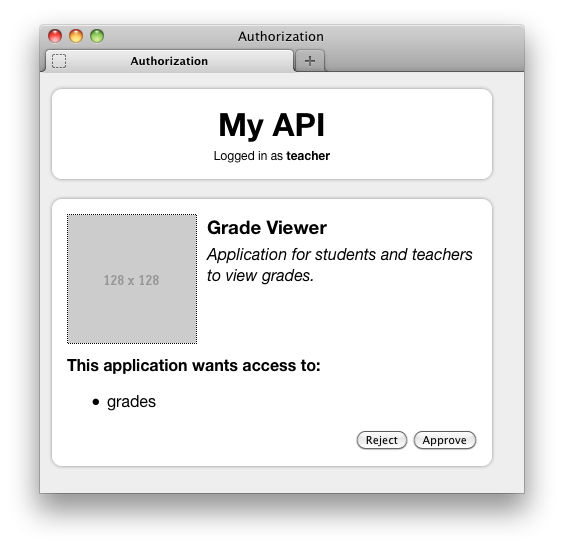 Authorization
Authorization
My API
Logged in as teacher
128 x 128
Grade Viewer
Application for students and teachers
to view grades.
This application wants access to:
• grades
Reject Approve